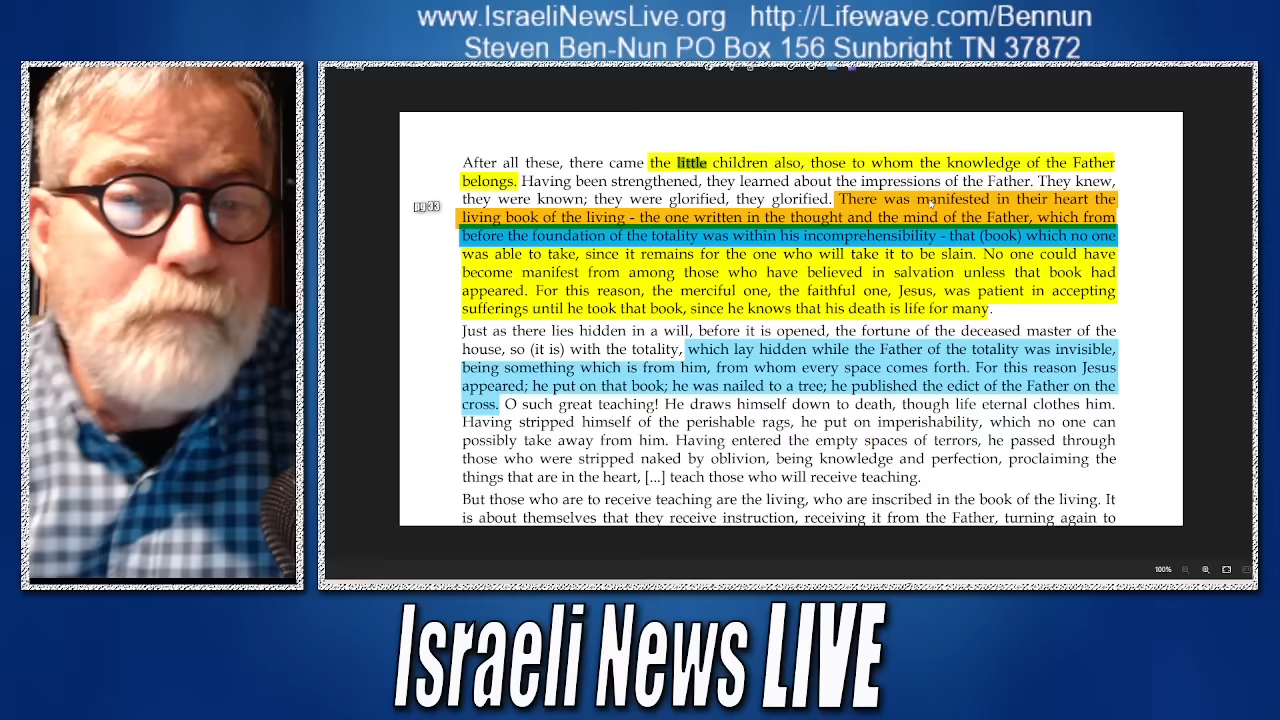 www.IsraeliNewsLive.org http://Lifewave.com/Bennun
Steven Ben-Nun PO Box 156 Sunbright TN 37872
After all these, there came the little children also, those to whom the knowledge of the Father
belongs. Having been strengthened, they learned about the impressions of the Father. They knew,
they were known; they were glorified, they glorified. There was manifested in their heart the
living book of the living - the one written in the thought and the mind of the Father, which from
before the foundation of the totality was within his incomprehensibility - that (book) which no one
was able to take, since it remains for the one who will take it to be slain. No one could have
become manifest from among those who have believed in salvation unless that book had
appeared. For this reason, the merciful one, the faithful one, Jesus, was patient in accepting
sufferings until he took that book, since he knows that his death is life for many.
pg 33
Just as there lies hidden in a will, before it is opened, the fortune of the deceased master of the
house, so (it is) with the totality, which lay hidden while the Father of the totality was invisible,
being something which is from him, from whom every space comes forth. For this reason Jesus
appeared; he put on that book; he was nailed to a tree; he published the edict of the Father on the
cross. O such great teaching! He draws himself down to death, though life eternal clothes him.
Having stripped himself of the perishable rags, he put on imperishability, which no one can
possibly take away from him. Having entered the empty spaces of terrors, he passed through
those who were stripped naked by oblivion, being knowledge and perfection, proclaiming the
things that are in the heart, [...] teach those who will receive teaching.
But those who are to receive teaching are the living, who are inscribed in the book of the living. It
is about themselves that they receive instruction, receiving it from the Father, turning again to
100%
Israeli News LIVE